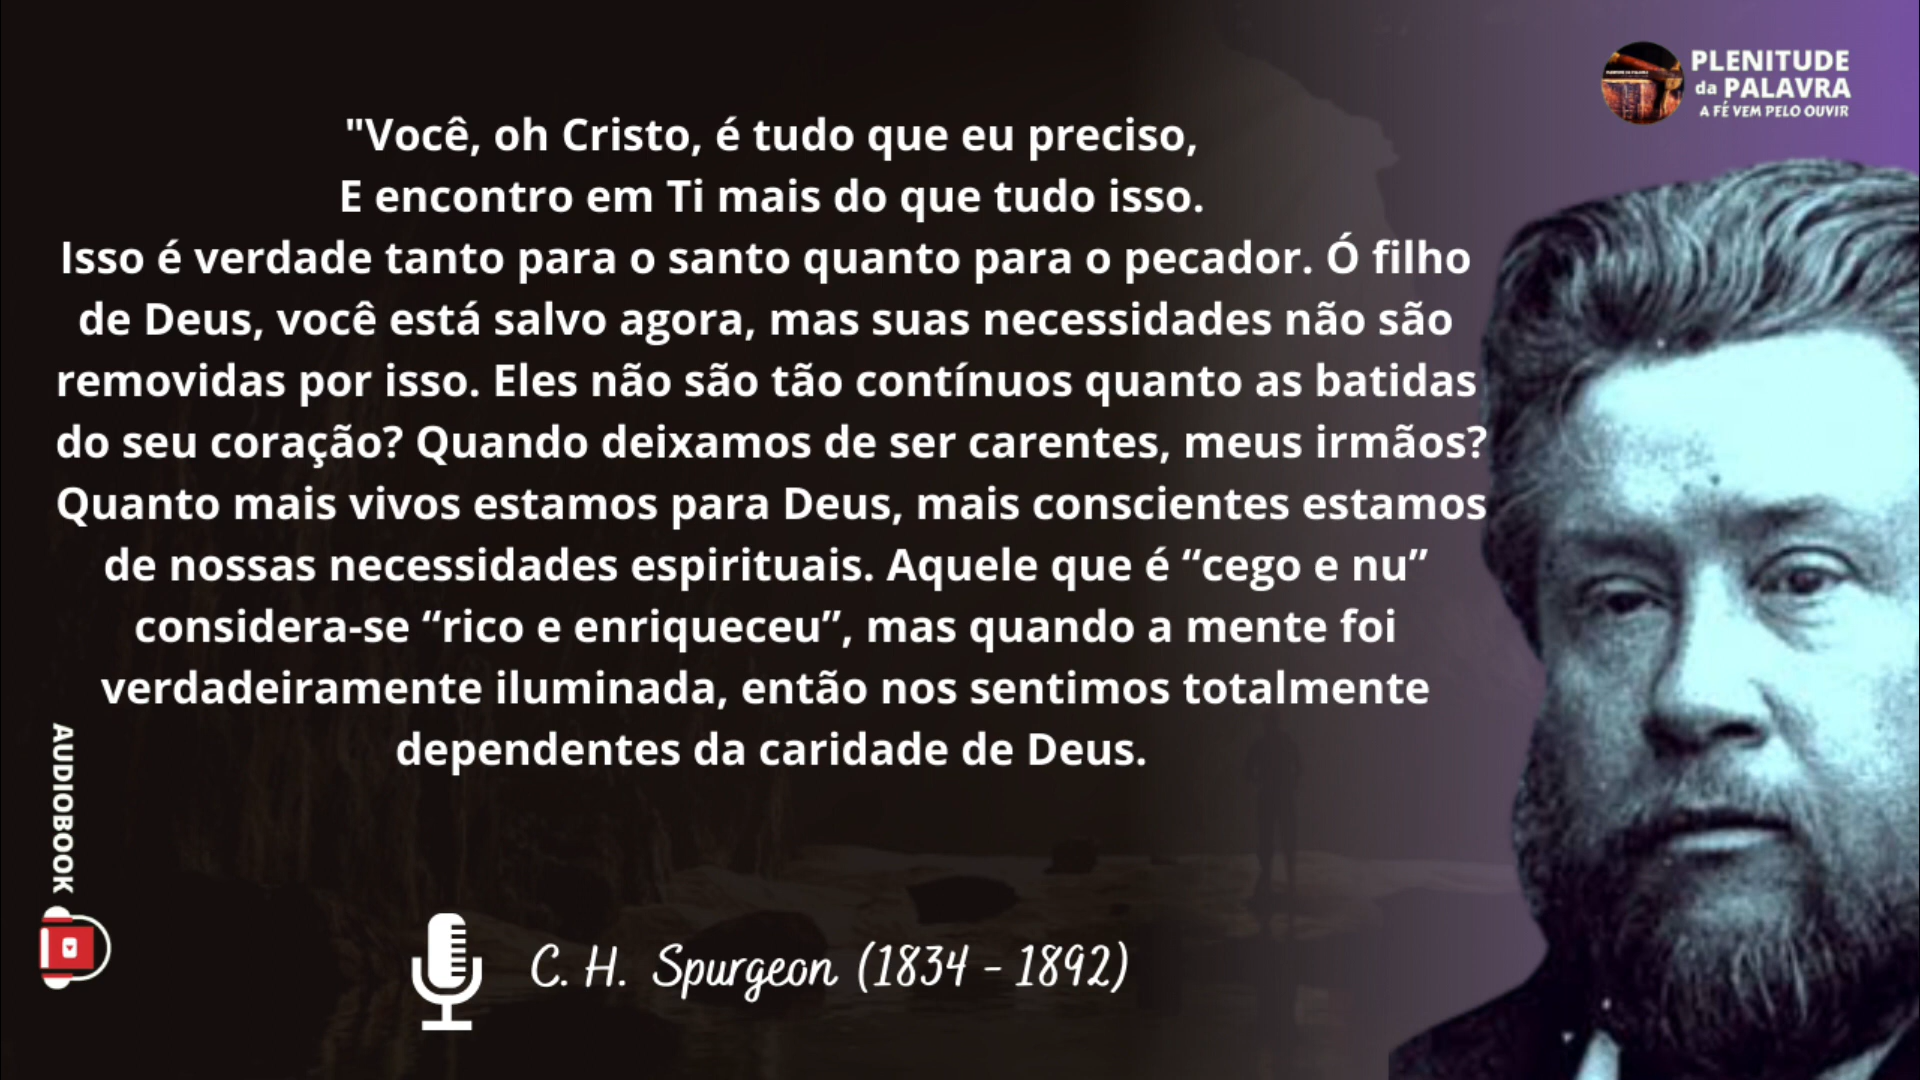 PLENITUDE
da PALAVRA
A FÉ VEM PELO OUVIR
"Você, oh Cristo, é tudo que eu preciso,
E encontro em Ti mais do que tudo isso.
Isso é verdade tanto para o santo quanto para o pecador. Ó filho
de Deus, você está salvo agora, mas suas necessidades não são
removidas por isso. Eles não são tão contínuos quanto as batidas
do seu coração? Quando deixamos de ser carentes, meus irmãos?
Quanto mais vivos estamos para Deus, mais conscientes estamos
de nossas necessidades espirituais. Aquele que é “cego e nu”
considera-se “rico e enriqueceu”, mas quando a mente foi
verdadeiramente iluminada, então nos sentimos totalmente
dependentes da caridade de Deus.
AUDIOBOOK
C. H. Spurgeon (1834 - 1892)